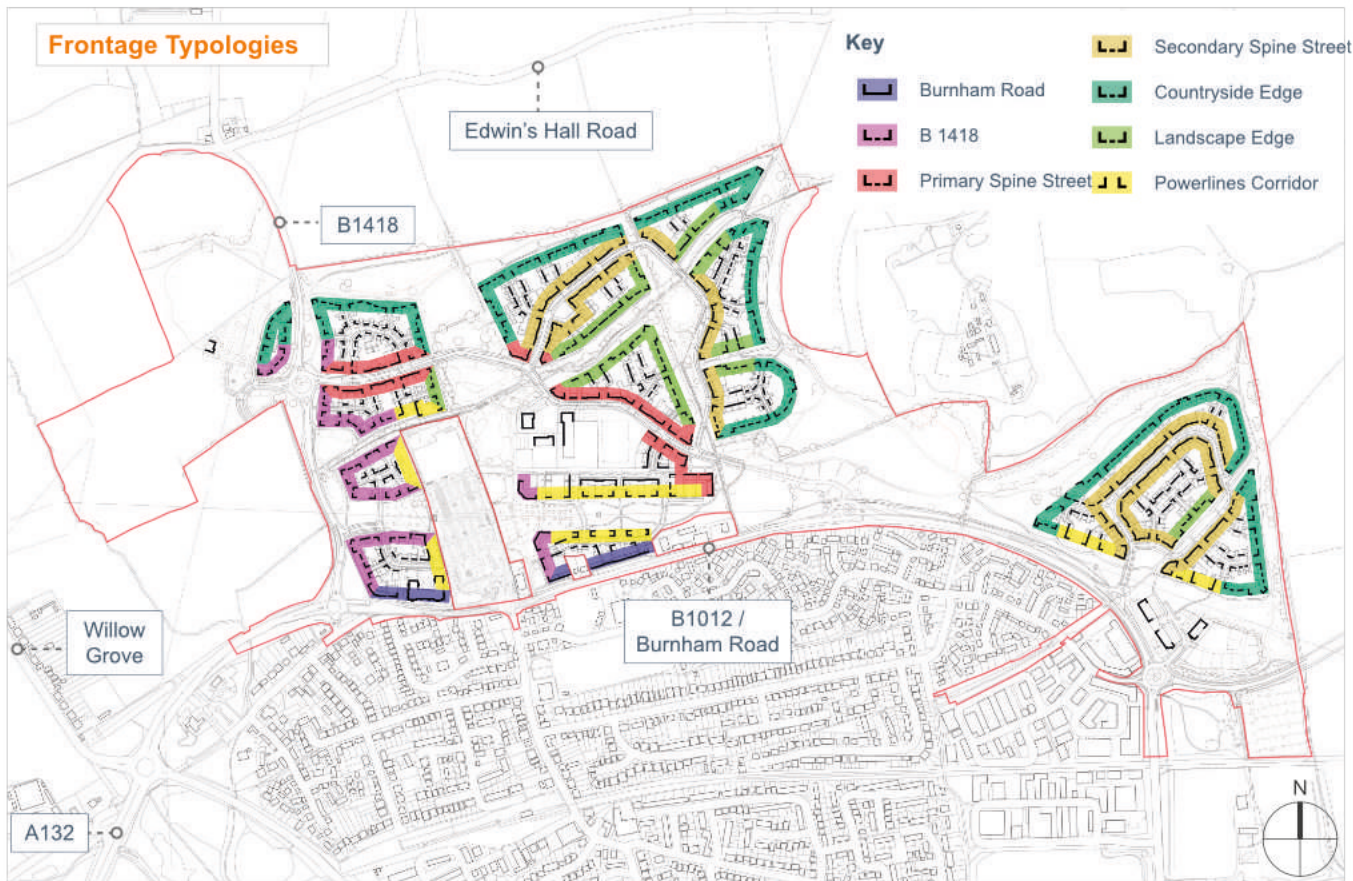 Frontage Typologies
Key
Burnham Road
B 1418
Primary Spine Street
Secondary Spine Street
Countryside Edge
Landscape Edge
Powerlines Corridor
Edwin's Hall Road
B1418
B1012 /
Burnham Road
Willow
Grove
A132
N